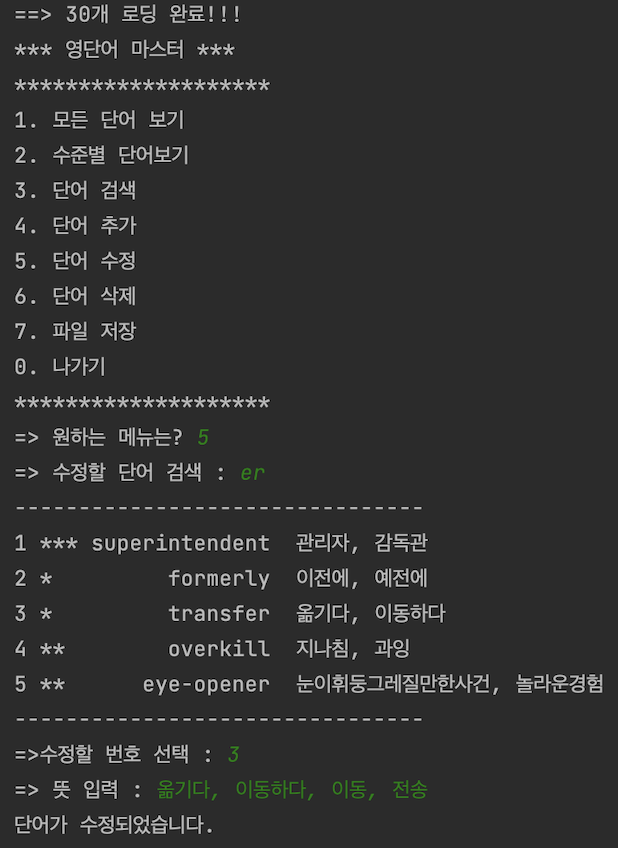 ==> 30개 로딩 완료!!!
*** 영단어 마스터 ***
********************
1. 모든 단어 보기
2. 수준별 단어보기
3. 단어 검색
4. 단어 추가
5. 단어 수정
6. 단어 삭제
7. 파일 저장
0. 나가기
********************
=> 원하는 메뉴는? 5
=> 수정할 단어 검색 : er
--------------------------------
1 *** superintendent  관리자, 감독관
2 *         formerly  이전에, 예전에
3 *         transfer  옮기다, 이동하다
4 **        overkill  지나침, 과잉
5 **      eye-opener  눈이휘둥그레질만한사건, 놀라운경험
--------------------------------
=>수정할 번호 선택 : 3
=> 뜻 입력 : 옮기다, 이동하다, 이동, 전송
단어가 수정되었습니다.